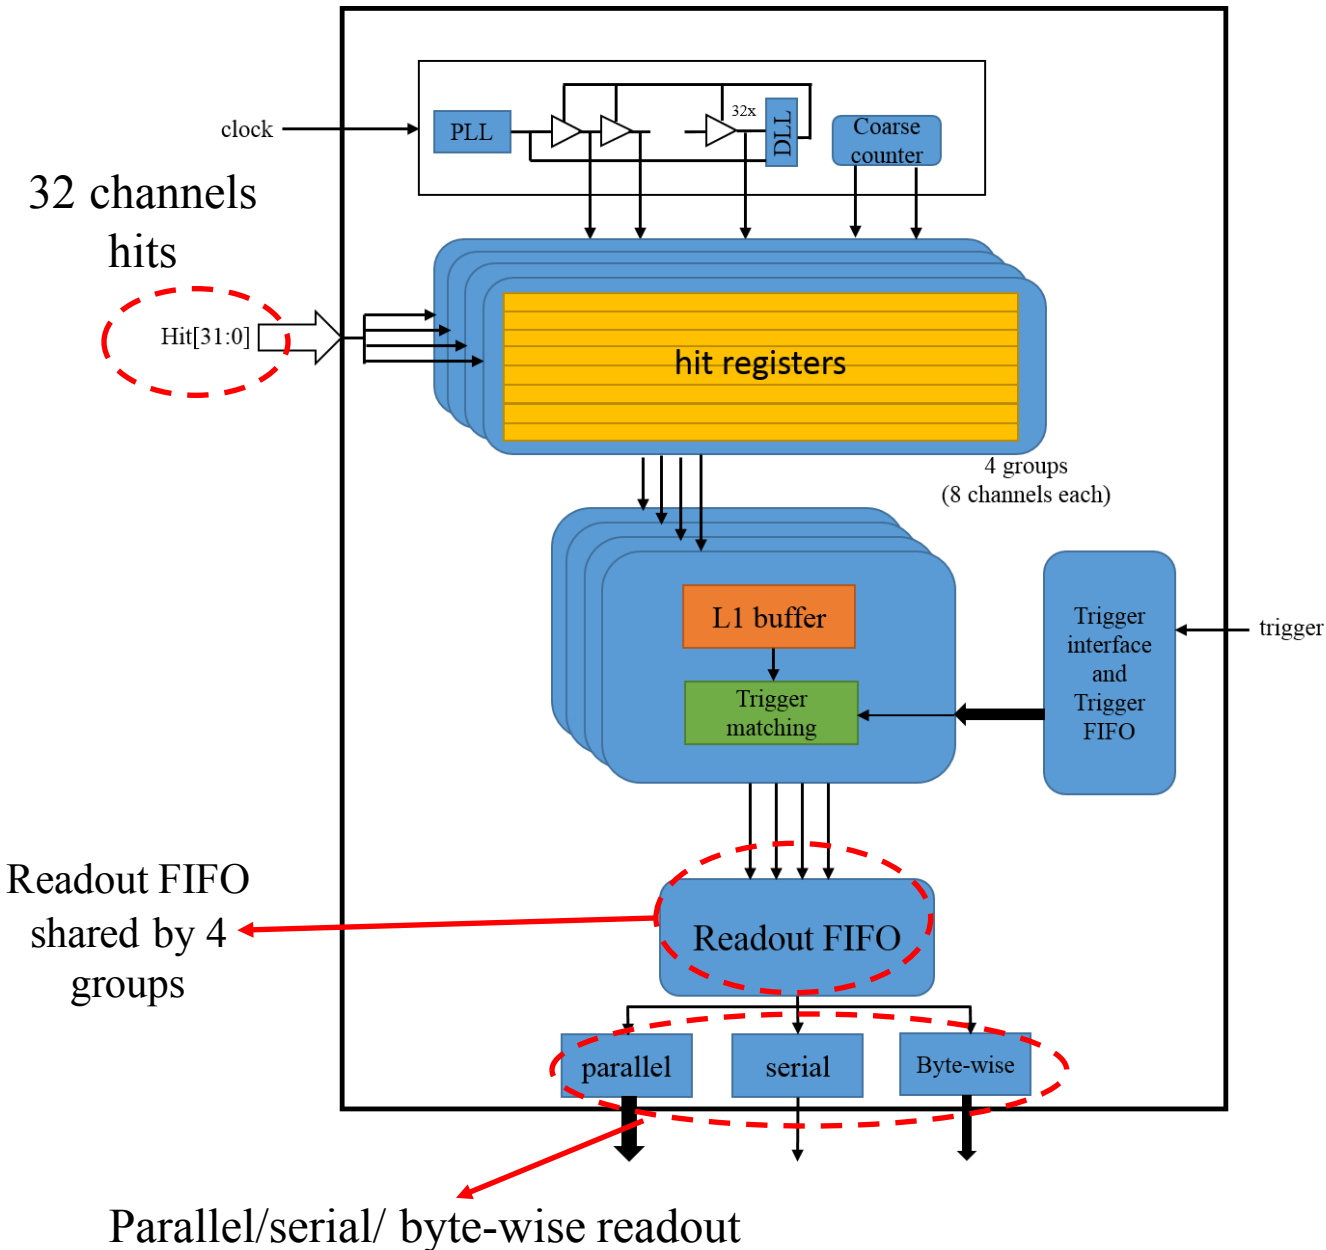 32x
PLL
DLL
Coarse
counter
clock
32 channels
hits
Hit[31:0]
hit registers
4 groups
(8 channels each)
L1 buffer
Trigger
matching
Trigger
interface
and
Trigger
FIFO
trigger
Readout FIFO
shared by 4
groups
Readout FIFO
parallel
serial
Byte-wise
Parallel/serial/ byte-wise readout